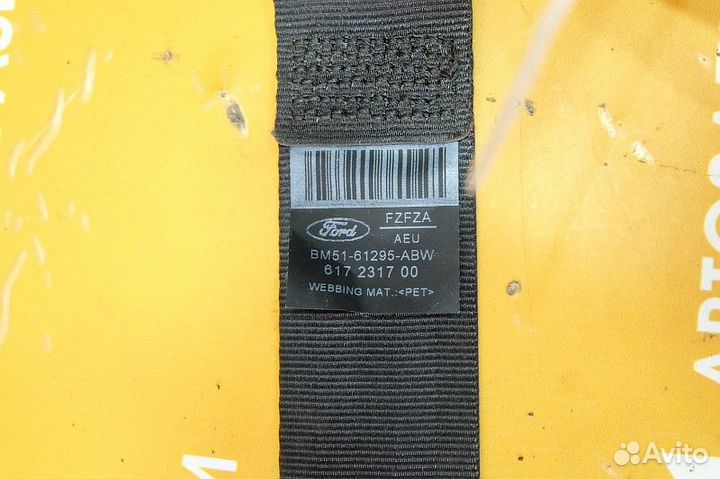 Ford
FZFZA
AEU
BM51-61295-ABW
617 2317 00
WEBBING MAT.:<PET>
Avito